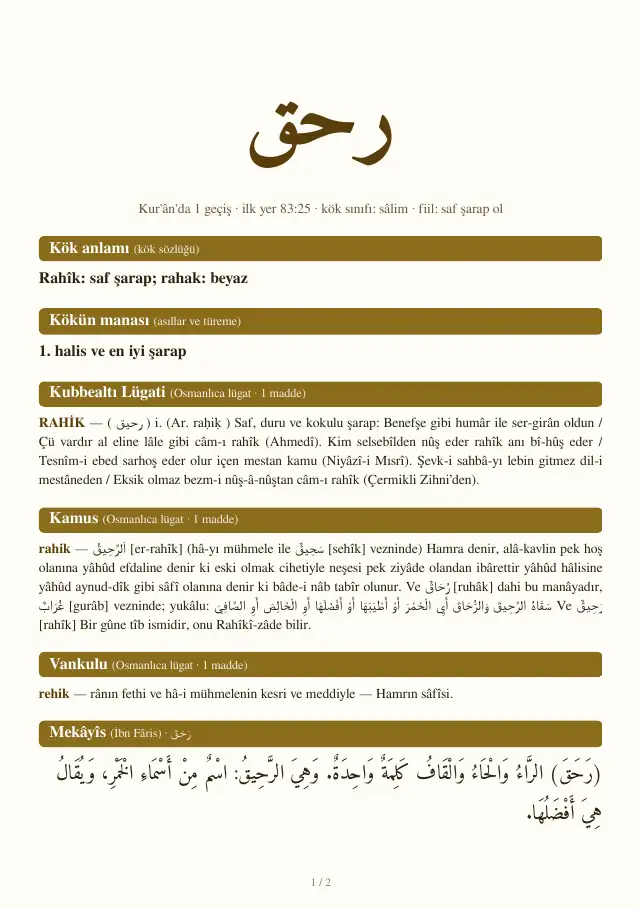 رحق
Kur'ân'da 1 geçiş · ilk yer 83:25 · kök sınıfı: sâlim · fiil: saf şarap ol
Kök anlamı (kök sözlüğü)
Rahîk: saf şarap; rahak: beyaz
Kökün manası (asıllar ve türeme)
1. halis ve en iyi şarap
Kubbealtı Lügati (Osmanlıca lügat · 1 madde)
RAHİK — ( رحيق ) i. (Ar. raḥiḳ ) Saf, duru ve kokulu şarap: Benefşe gibi humâr ile ser-girân oldun /
Çü vardır al eline lâle gibi câm-ı rahîk (Ahmedî). Kim selsebîlden nûş eder rahîk anı bî-hûş eder /
Tesnîm-i ebed sarhoş eder olur içen mestan kamu (Niyâzî-i Mısrî). Şevk-i sahbâ-yı lebin gitmez dil-i
mestâneden / Eksik olmaz bezm-i nûş-â-nûştan câm-ı rahîk (Çermikli Zihni'den).
Kamus (Osmanlıca lügat · 1 madde)
rahik — اَلرَّحِيقُ [er-rahîk] (hâ-yı mühmele ile سَحِيقٌ [sehîk] vezninde) Hamra denir, alâ-kavlin pek hoş
olanına yâhûd efdaline denir ki eski olmak cihetiyle neşesi pek ziyâde olandan ibârettir yâhûd hâlisine
yâhûd aynud-dîk gibi sâfî olanına denir ki bâde-i nâb tabîr olunur. Ve رُحَاقٌ [ruhâk] dahi bu manâyadır,
غُرَابٌ [gurâb] vezninde; yukâlu: سَقَاهُ الرَّحِيقَ وَالرُّحَاقَ أَيِ الْخَمْرَ أَوْ أَطْيَبَهَا أَوْ أَفْضَلَهَا أَوِ الْخَالِصَ أَوِ الصَّافِيَ Ve رَحِيقٌ
[rahîk] Bir gûne tîb ismidir, onu Rahîkî-zâde bilir.
Vankulu (Osmanlıca lügat · 1 madde)
rehik — rânın fethi ve hâ-i mühmelenin kesri ve meddiyle — Hamrın sâfîsi.
Mekâyîs (İbn Fâris) · رَحَقَ
(رَحَقَ) الرَّاءُ وَالْحَاءُ وَالْقَافُ كَلِمَةٌ وَاحِدَةٌ. وَهِيَ الرَّحِيقُ: اسْمٌ مِنْ أَسْمَاءِ الْخَمْرِ، وَيُقَالُ
هِيَ أَفْضَلُهَا.
1 / 2